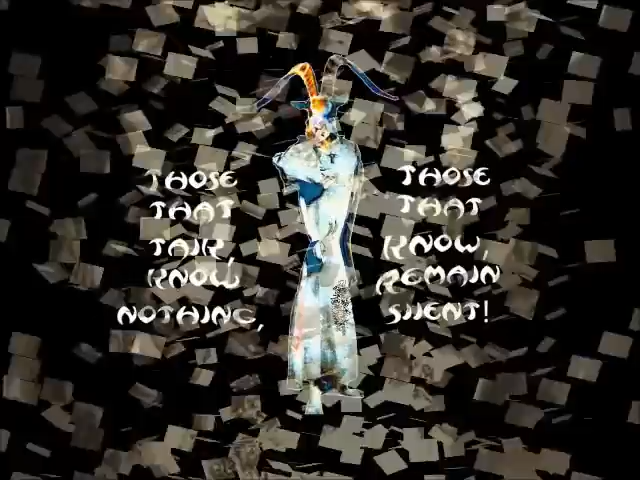 THOSE
THAT
TALK,
KNOW
NOTHING,
THOSE
THAT
KNOW,
REMAIN
SILENT!